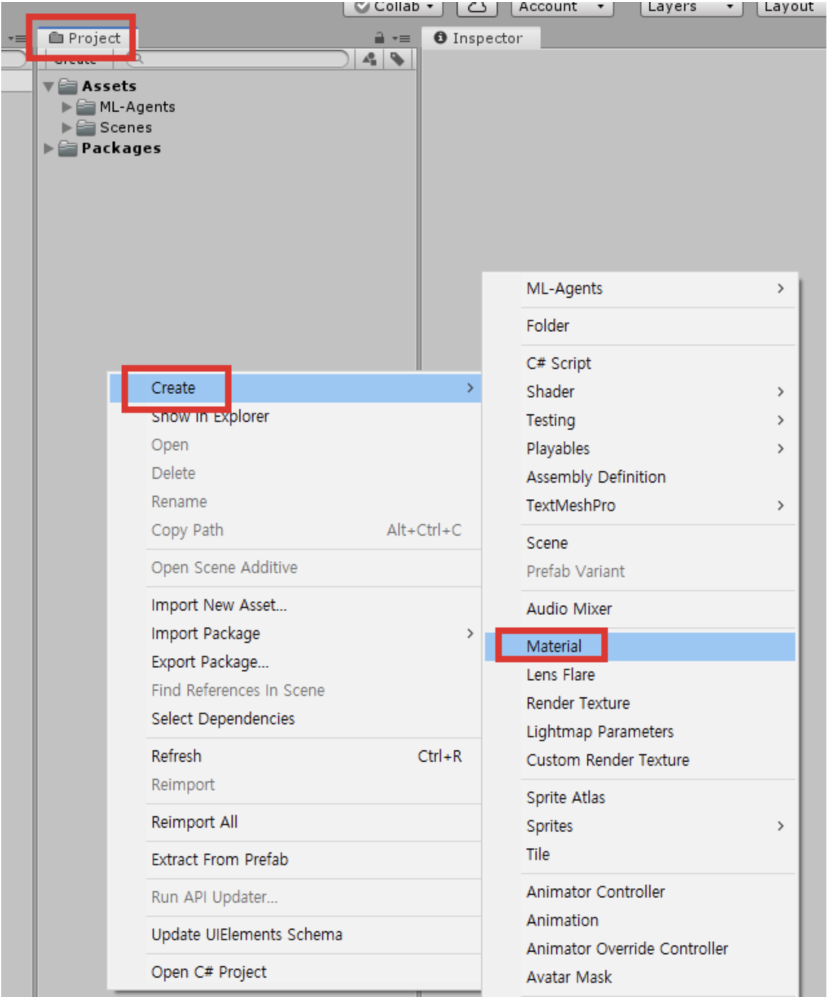 Collab
Account
Layers
Layout
Project
Inspector
Create
Assets
ML-Agents
Scenes
Packages
Create
Show in Explorer
Open
Delete
Rename
Copy Path Alt+Ctrl+C
Open Scene Additive
Import New Asset...
Import Package
Export Package...
Find References In Scene
Select Dependencies
Refresh Ctrl+R
Reimport
Reimport All
Extract From Prefab
Run API Updater...
Update UIElements Schema
Open C# Project
ML-Agents
Folder
C# Script
Shader
Testing
Playables
Assembly Definition
TextMeshPro
Scene
Prefab Variant
Audio Mixer
Material
Lens Flare
Render Texture
Lightmap Parameters
Custom Render Texture
Sprite Atlas
Sprites
Tile
Animator Controller
Animation
Animator Override Controller
Avatar Mask